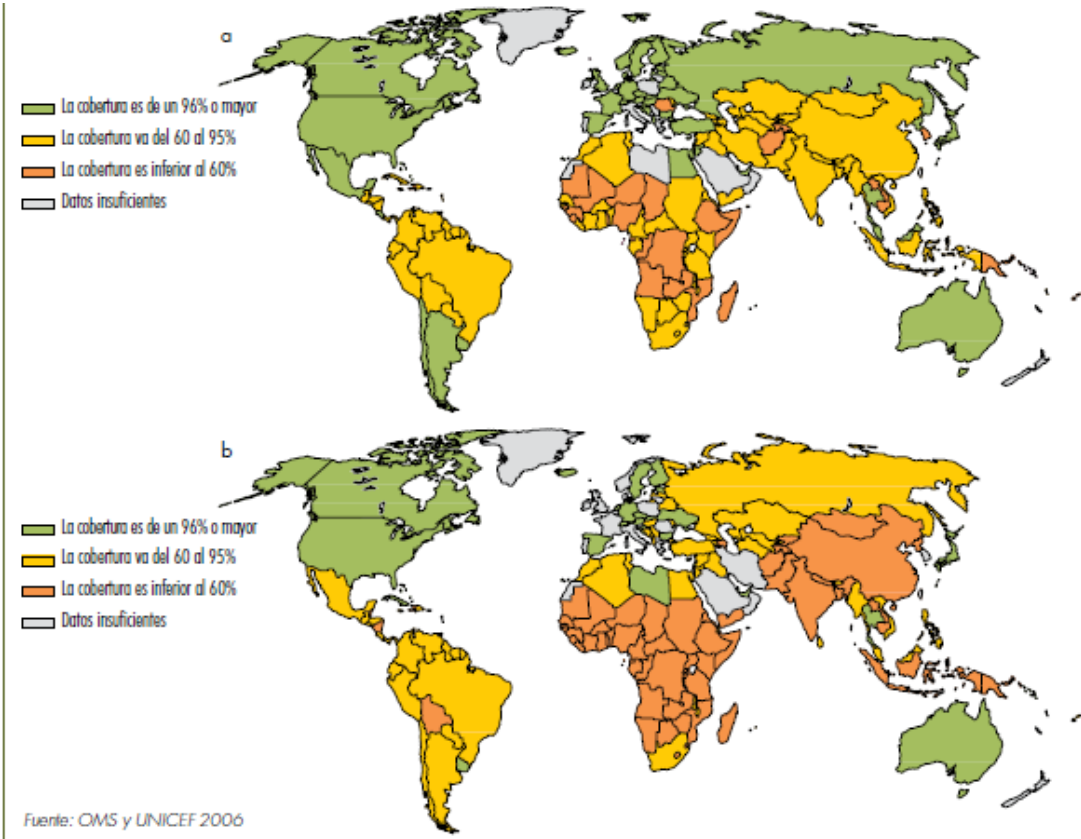 a
La cobertura es de un 96% o mayor
La cobertura va del 60 al 95%
La cobertura es inferior al 60%
Datos insuficientes
b
La cobertura es de un 96% o mayor
La cobertura va del 60 al 95%
La cobertura es inferior al 60%
Datos insuficientes
Fuente: OMS y UNICEF 2006